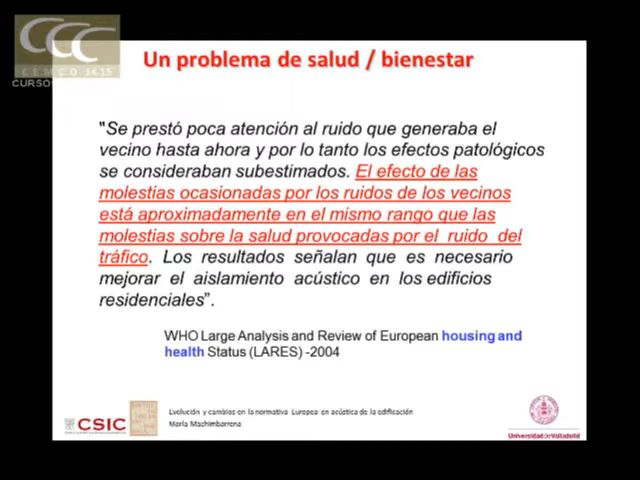 CCC
CEMCO 14.15
CURSO
Un problema de salud / bienestar
"Se prestó poca atención al ruido que generaba el
vecino hasta ahora y por lo tanto los efectos patológicos
se consideraban subestimados. El efecto de las
molestias ocasionadas por los ruidos de los vecinos
está aproximadamente en el mismo rango que las
molestias sobre la salud provocadas por el ruido del
tráfico. Los resultados señalan que es necesario
mejorar el aislamiento acústico en los edificios
residenciales”.
WHO Large Analysis and Review of European housing and
health Status (LARES) -2004
CSIC
Evolución y cambios en la normativa Europea en acústica de la edificación
María Machimbarrena
Universidad de Valladolid